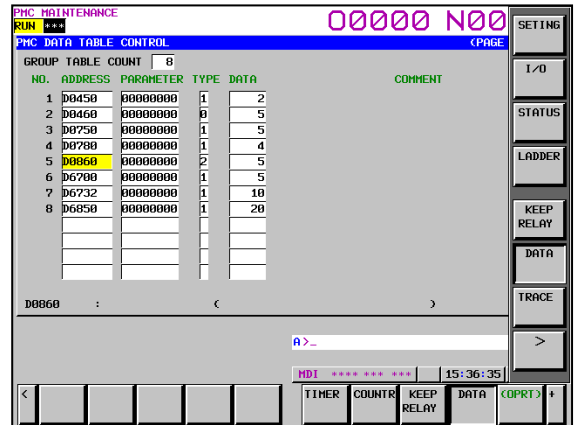 PMC MAINTENANCE
RUN ***
O0000 N00
PMC DATA TABLE CONTROL (PAGE
GROUP TABLE COUNT 8
NO. ADDRESS PARAMETER TYPE DATA COMMENT
1 D0450 00000000 1 2
2 D0460 00000000 0 5
3 D0750 00000000 1 5
4 D0780 00000000 1 4
5 D0860 00000000 2 5
6 D6700 00000000 1 5
7 D6732 00000000 1 10
8 D6850 00000000 1 20
D0860 : ( )
A>_
MDI **** *** *** 15:36:35
< TIMER COUNTR KEEP RELAY DATA (OPRT) +
SETING
I/O
STATUS
LADDER
KEEP
RELAY
DATA
TRACE
>